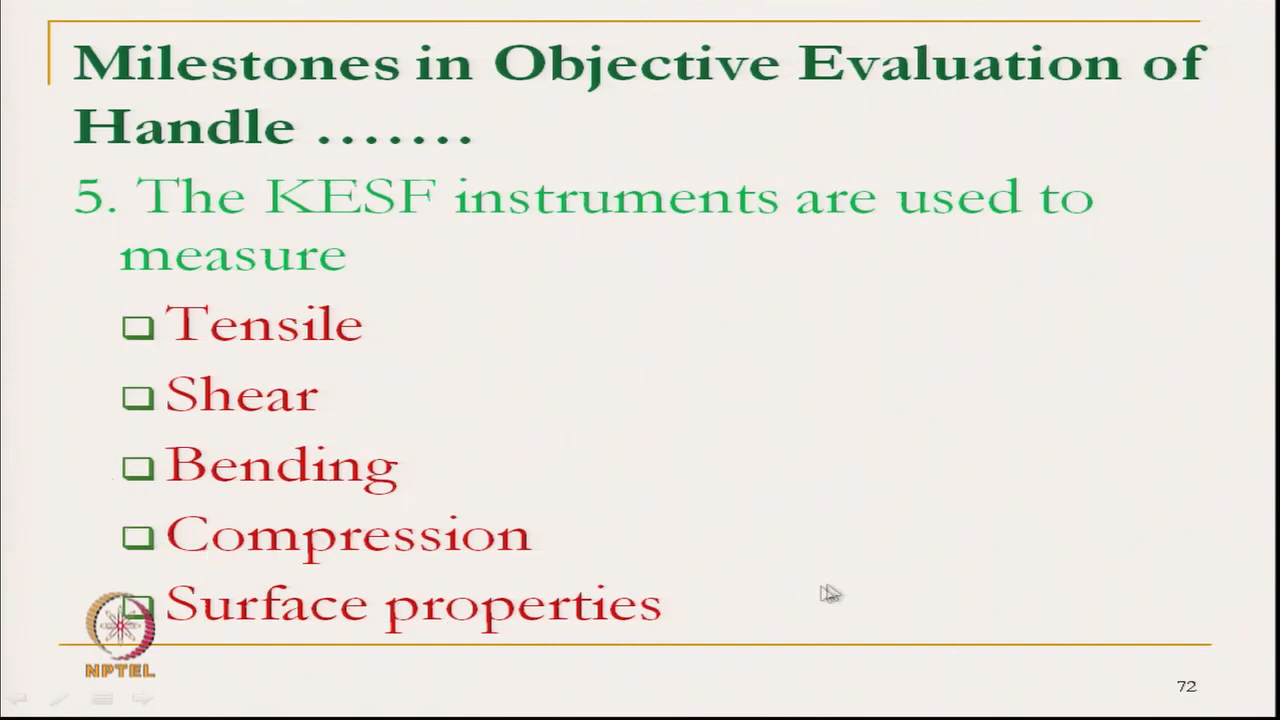 Milestones in Objective Evaluation of
Handle .......
5. The KESF instruments are used to
measure
Tensile
Shear
Bending
Compression
Surface properties
NPTEL
72